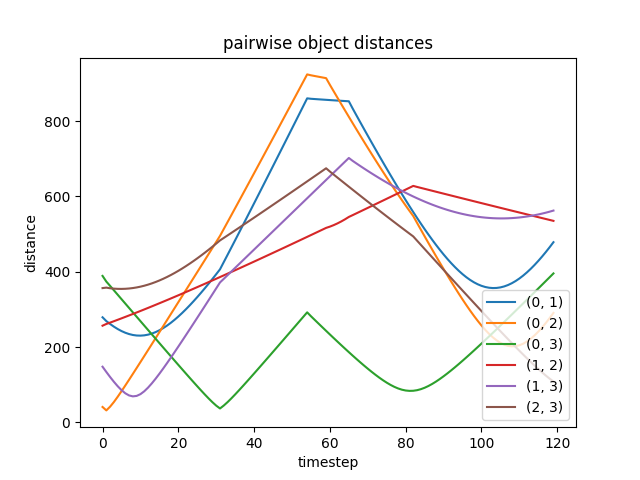 pairwise object distances
distance
800
600
400
200
0
0 20 40 60 80 100 120
timestep
(0, 1)
(0, 2)
(0, 3)
(1, 2)
(1, 3)
(2, 3)